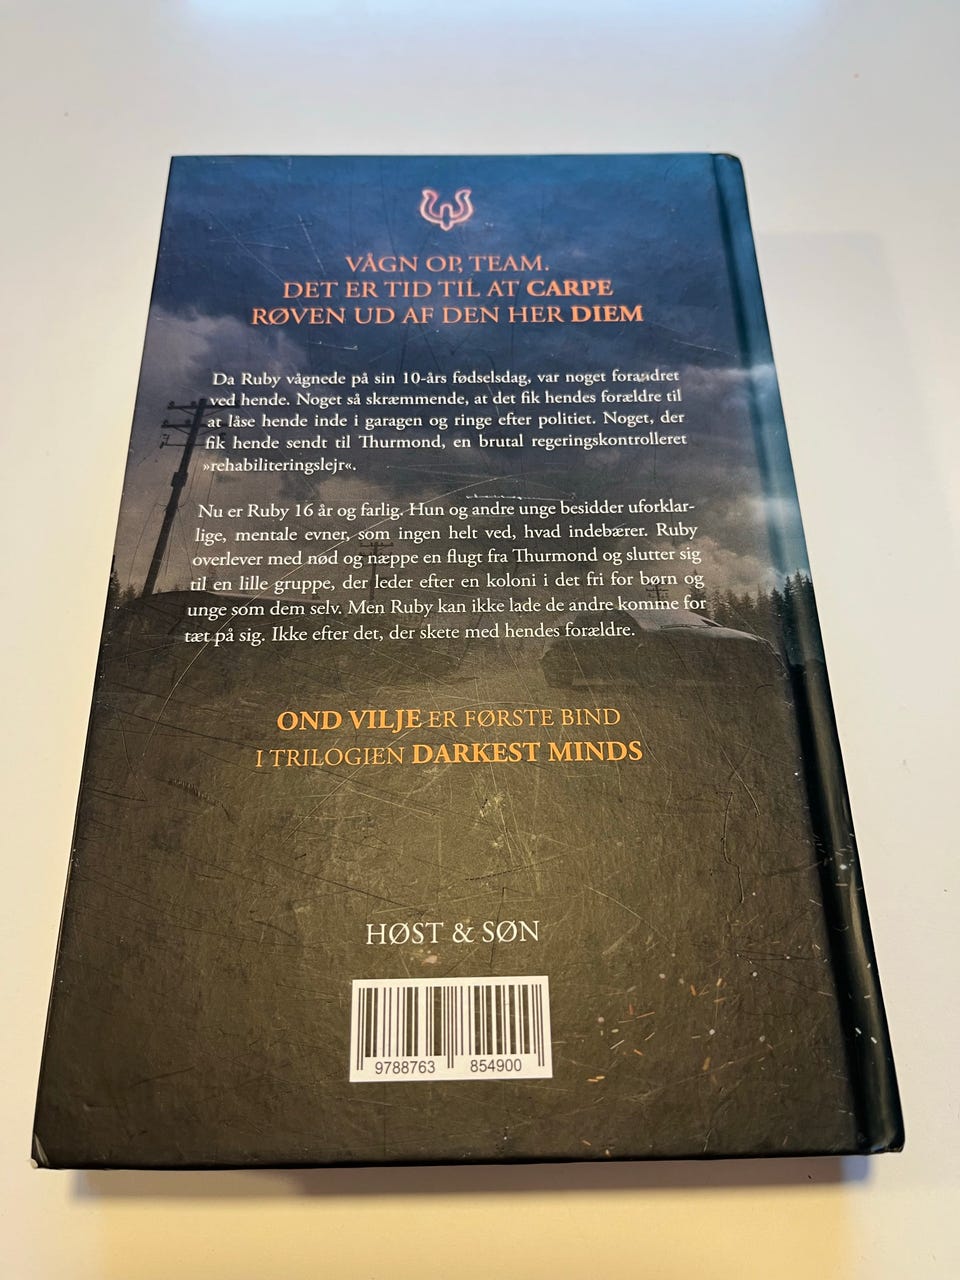 VÅGN OP, TEAM.
DET ER TID TIL AT CARPE
RØVEN UD AF DEN HER DIEM
Da Ruby vågnede på sin 10-års fødselsdag, var noget forandret
ved hende. Noget så skræmmende, at det fik hendes forældre til
at låse hende inde i garagen og ringe efter politiet. Noget, der
fik hende sendt til Thurmond, en brutal regeringskontrolleret
»rehabiliteringslejr«.
Nu er Ruby 16 år og farlig. Hun og andre unge besidder uforklar-
lige, mentale evner, som ingen helt ved, hvad indebærer. Ruby
overlever med nød og næppe en flugt fra Thurmond og slutter sig
til en lille gruppe, der leder efter en koloni i det fri for børn og
unge som dem selv. Men Ruby kan ikke lade de andre komme for
tæt på sig. Ikke efter det, der skete med hendes forældre.
OND VILJE ER FØRSTE BIND
I TRILOGIEN DARKEST MINDS
HØST & SØN
9788763 854900